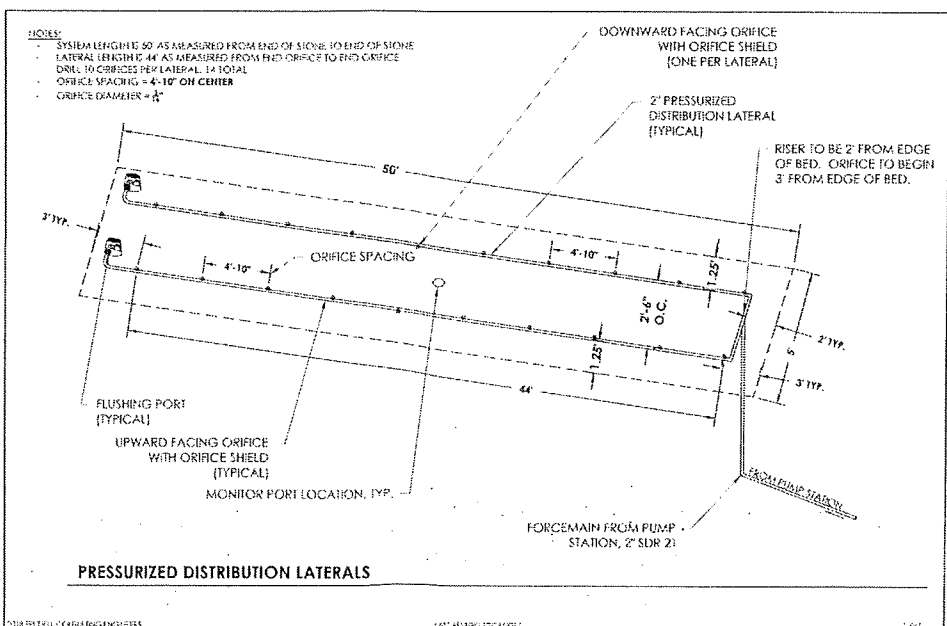 NOTES:
- SYSTEM LENGTH IS 50' AS MEASURED FROM END OF STONE TO END OF STONE
- LATERAL LENGTH IS 44' AS MEASURED FROM END ORIFICE TO END ORIFICE
DRILL 10 ORIFICES PER LATERAL, 14 TOTAL
- ORIFICE SPACING = 4'-10" ON CENTER
- ORIFICE DIAMETER =
DOWNWARD FACING ORIFICE
WITH ORIFICE SHIELD
(ONE PER LATERAL)
2" PRESSURIZED
DISTRIBUTION LATERAL
(TYPICAL)
RISER TO BE 2' FROM EDGE
OF BED. ORIFICE TO BEGIN
3' FROM EDGE OF BED.
50'
3' TYP.
4'-10"
ORIFICE SPACING
4'-10"
1.25'
2'-6"
O.C.
1.25'
2' TYP.
5'
3' TYP.
44'
FLUSHING PORT
(TYPICAL)
UPWARD FACING ORIFICE
WITH ORIFICE SHIELD
(TYPICAL)
MONITOR PORT LOCATION, TYP.
FROM PUMP STATION
FORCEMAIN FROM PUMP
STATION, 2" SDR 21
PRESSURIZED DISTRIBUTION LATERALS